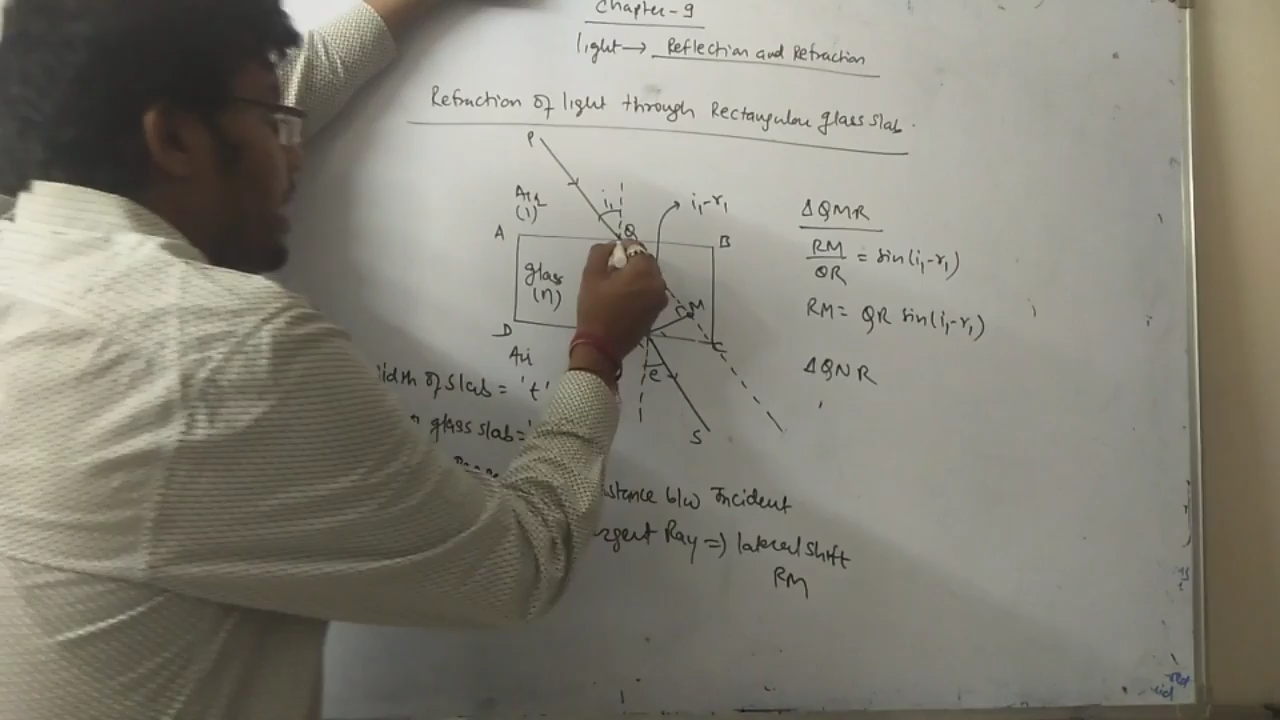 Chapter-9
light→ Reflection and Refraction
Refraction of light through Rectangular glass slab.
P
Air
(1)
i₁
i₁-r₁
A
Q
B
glass
(n)
M
D
C
Air
e
S
ΔQMR
RM/QR = sin(i₁-r₁)
RM = QR sin(i₁-r₁)
ΔQNR
of slab = 't'
glass slab = '
b/w Incident
Ray ⇒) lateral shift
RM